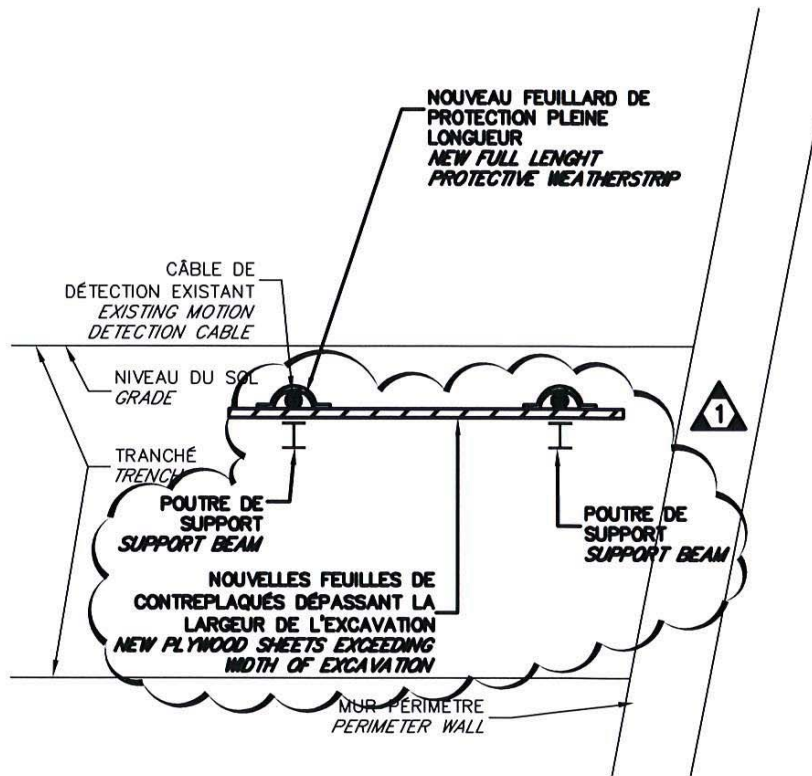 NOUVEAU FEUILLARD DE
PROTECTION PLEINE
LONGUEUR
NEW FULL LENGHT
PROTECTIVE WEATHERSTRIP
CÂBLE DE
DÉTECTION EXISTANT
EXISTING MOTION
DETECTION CABLE
NIVEAU DU SOL
GRADE
1
TRANCHÉ
TRENCH
POUTRE DE
SUPPORT
SUPPORT BEAM
POUTRE DE
SUPPORT
SUPPORT BEAM
NOUVELLES FEUILLES DE
CONTREPLAQUÉS DÉPASSANT LA
LARGEUR DE L'EXCAVATION
NEW PLYWOOD SHEETS EXCEEDING
WIDTH OF EXCAVATION
MUR PÉRIMETRE
PERIMETER WALL